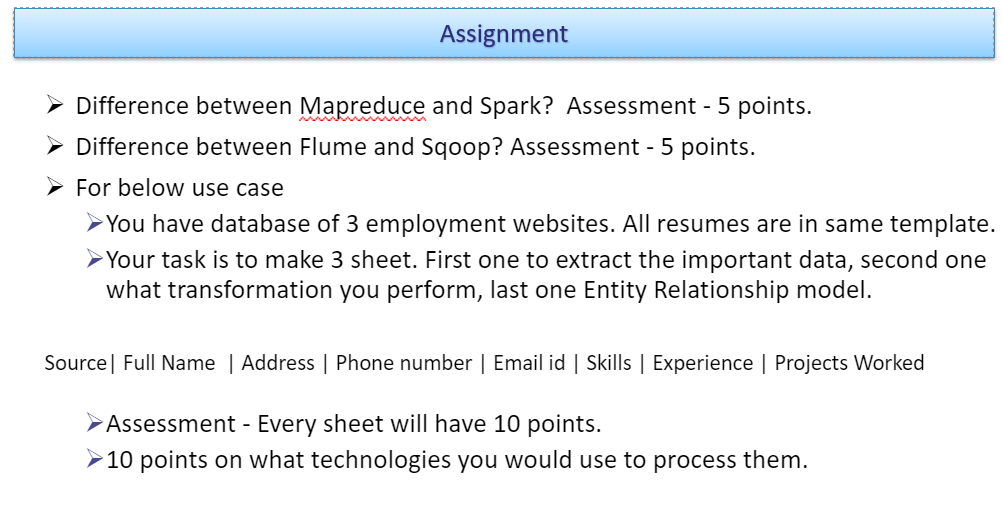 Assignment
Difference between Mapreduce and Spark?  Assessment - 5 points.
Difference between Flume and Sqoop? Assessment - 5 points.
For below use case
You have database of 3 employment websites. All resumes are in same template.
Your task is to make 3 sheet. First one to extract the important data, second one
what transformation you perform, last one Entity Relationship model.
Source| Full Name  | Address | Phone number | Email id | Skills | Experience | Projects Worked
Assessment - Every sheet will have 10 points.
10 points on what technologies you would use to process them.